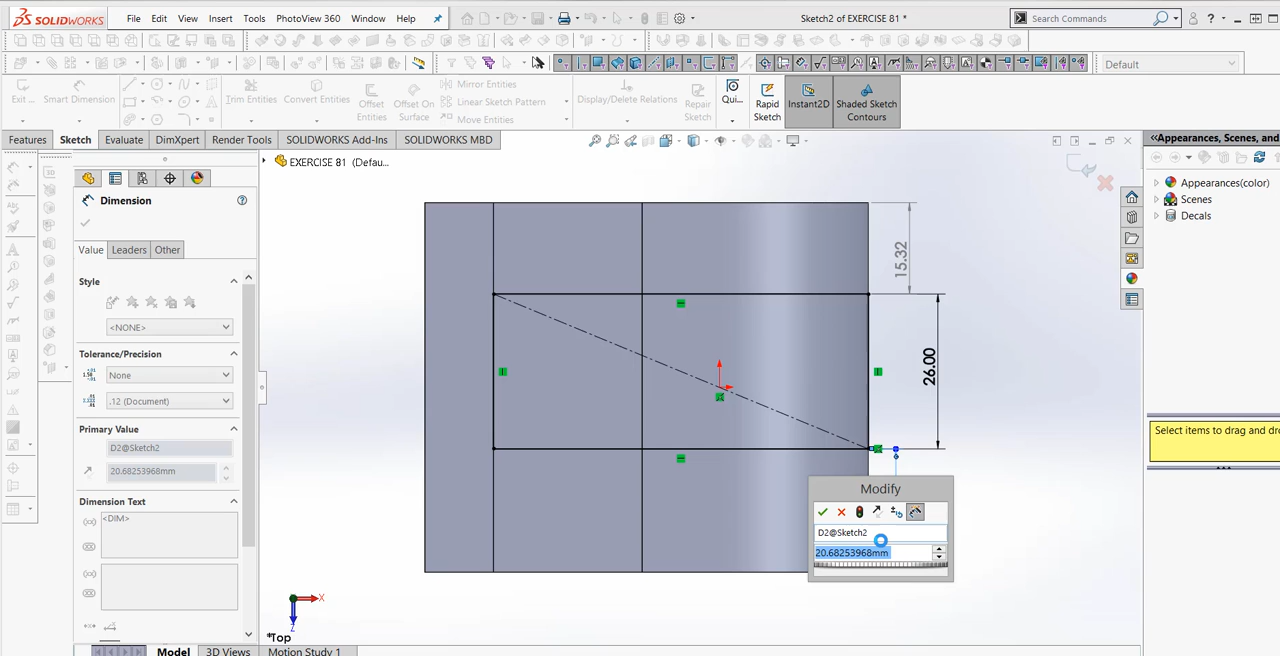 SOLIDWORKS
File Edit View Insert Tools PhotoView 360 Window Help
Sketch2 of EXERCISE 81 *
Search Commands
?
Default
Exit ...
Smart Dimension
Trim Entities
Convert Entities
Offset Entities
Offset On Surface
Mirror Entities
Linear Sketch Pattern
Move Entities
Display/Delete Relations
Repair Sketch
Qui...
Rapid Sketch
Instant2D
Shaded Sketch Contours
Features Sketch Evaluate DimXpert Render Tools SOLIDWORKS Add-Ins SOLIDWORKS MBD
<<Appearances, Scenes, and
EXERCISE 81 (Defau...
Dimension
Value Leaders Other
Style
<NONE>
Tolerance/Precision
None
.12 (Document)
Primary Value
D2@Sketch2
20.68253968mm
Dimension Text
<DIM>
Appearances(color)
Scenes
Decals
15.32
26.00
Select items to drag and dro
Modify
D2@Sketch2
20.68253968mm
X
Z
*Top
Model 3D Views Motion Study 1